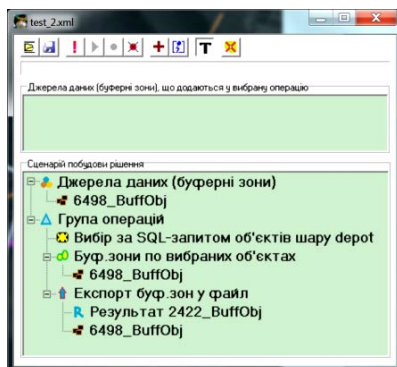 test_2.xml
T
Джерела даних (буферні зони), що додаються у вибрану операцію
Сценарій побудови рішення
Джерела даних (буферні зони)
6498_BuffObj
Група операцій
Вибір за SQL-запитом об'єктів шару depot
Буф.зони по вибраних об'єктах
6498_BuffObj
Експорт буф.зон у файл
R Результат 2422_BuffObj
6498_BuffObj